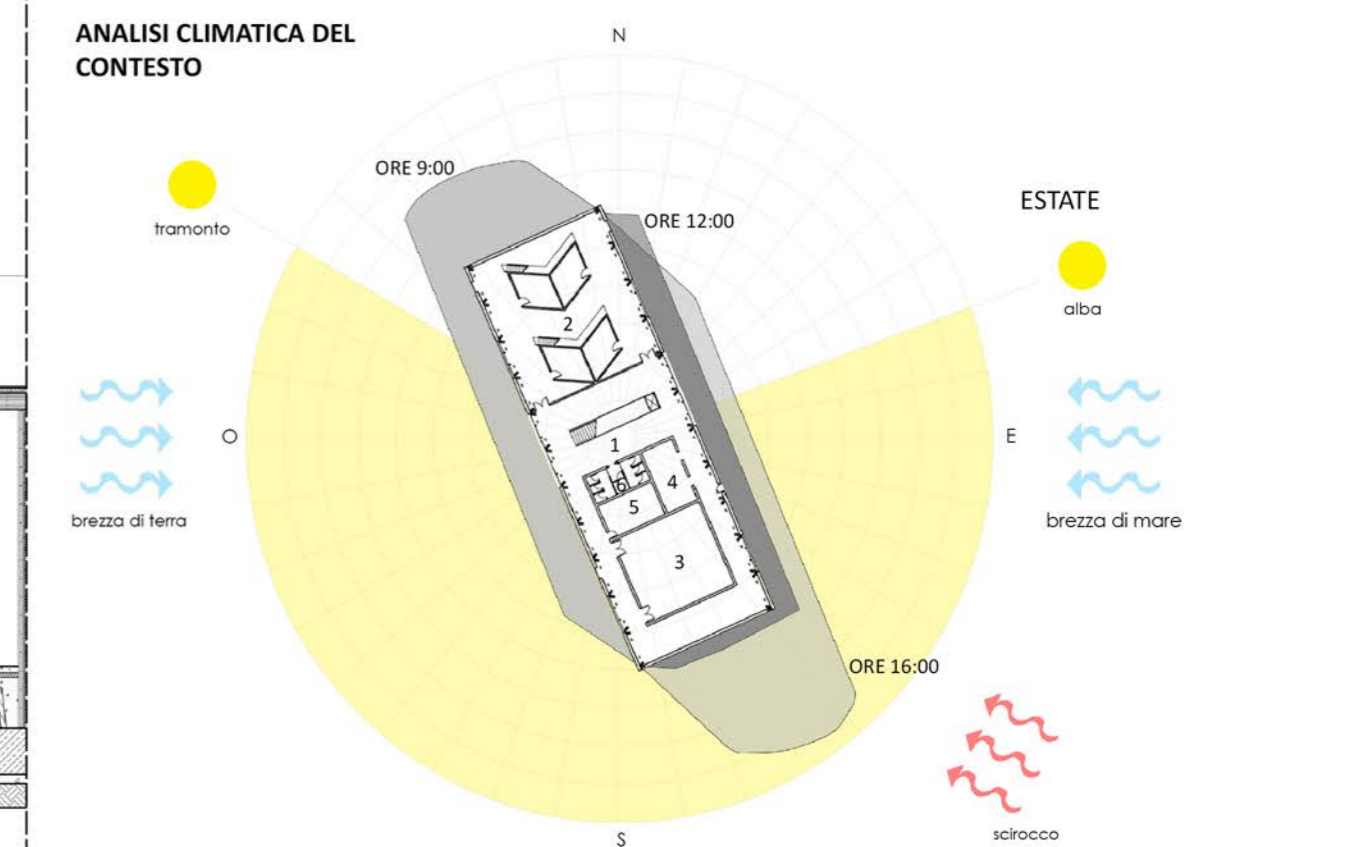 ANALISI CLIMATICA DEL
CONTESTO
N
ORE 9:00
tramonto
ORE 12:00
ESTATE
alba
2
O
E
1
6
4
5
3
brezza di terra
brezza di mare
ORE 16:00
scirocco
S